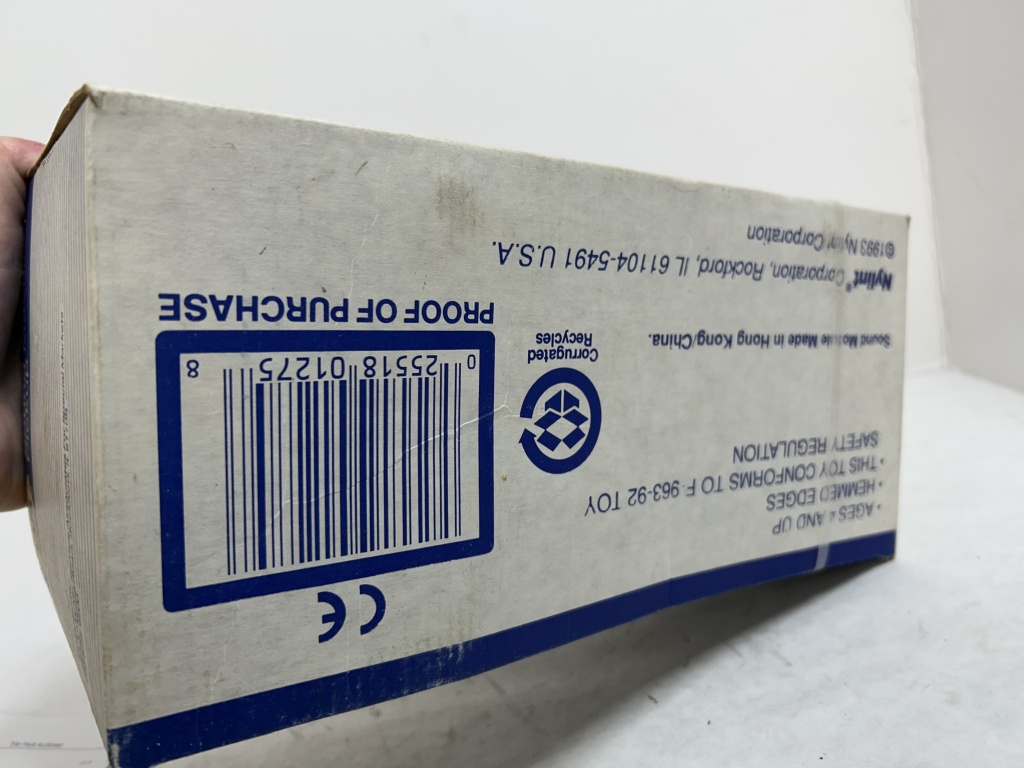 • AGES 4 AND UP
• HEMMED EDGES
• THIS TOY CONFORMS TO F-963-92 TOY
SAFETY REGULATION
Sound Module Made in Hong Kong/China.
Nylint® Corporation, Rockford, IL 61104-5491 U.S.A.
©1993 Nylint Corporation
Corrugated
Recycles
CE
0 25518 01275 8
PROOF OF PURCHASE